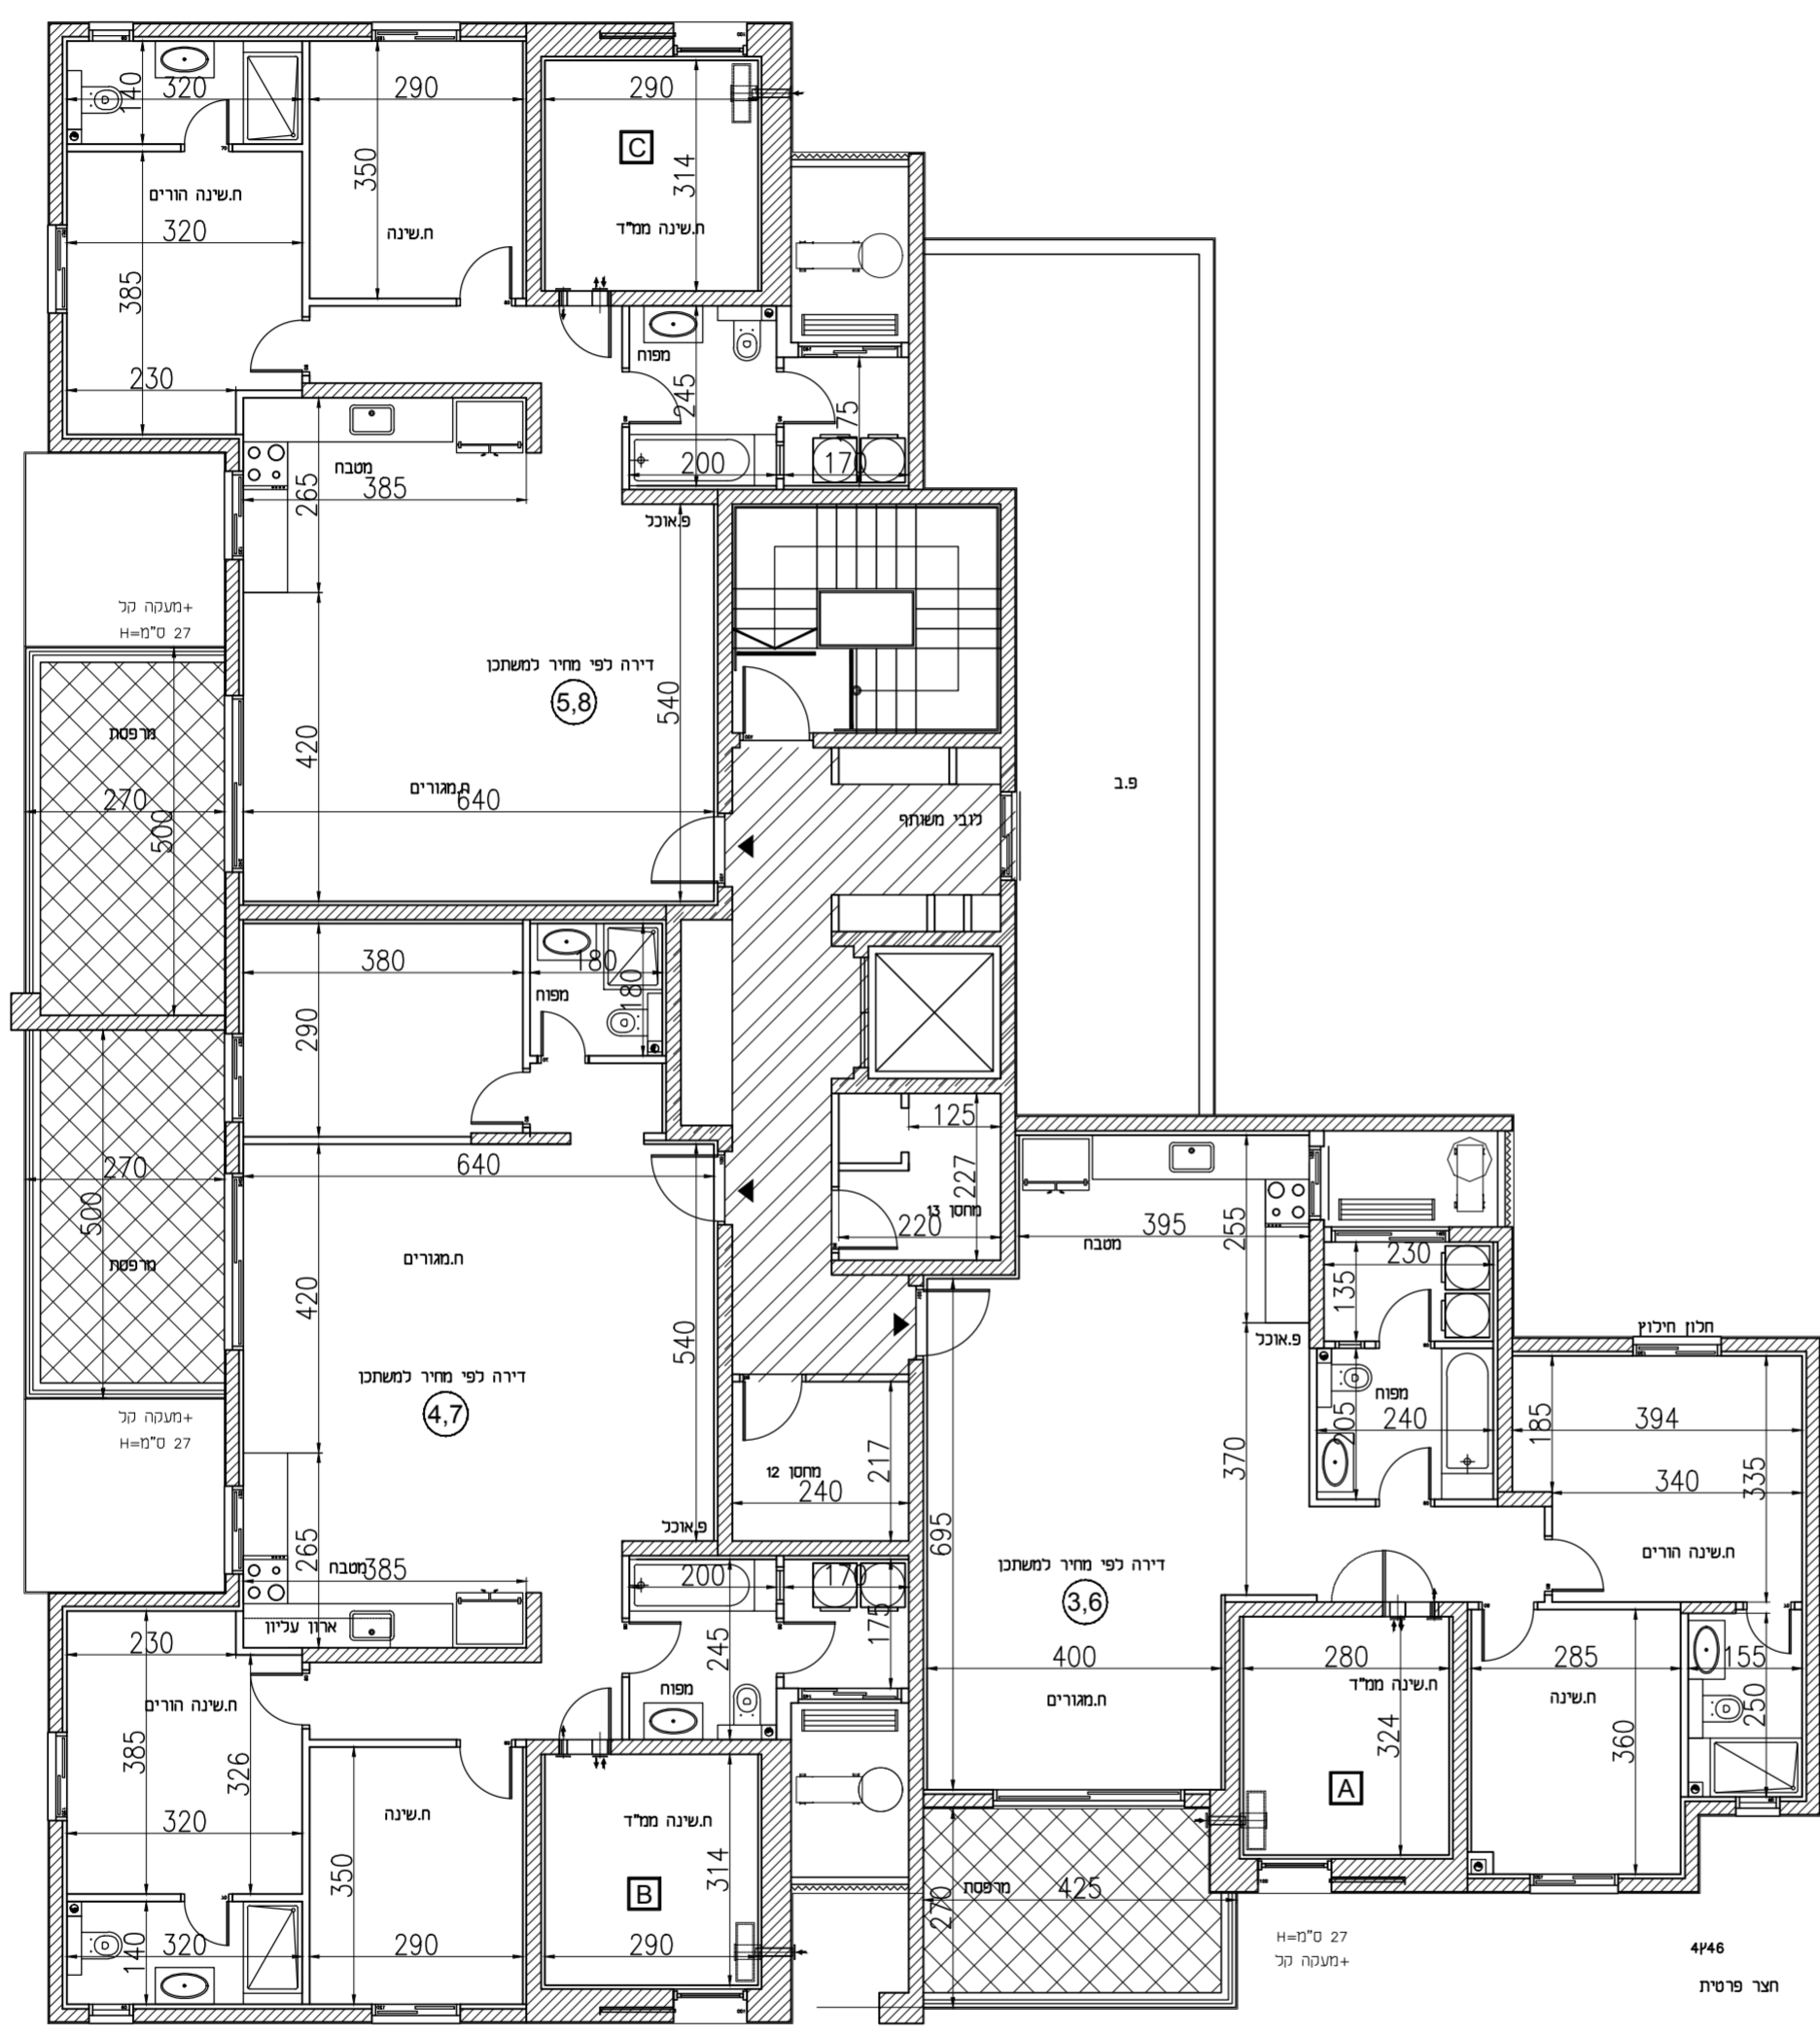 320
140
290
350
290
314
C
ח.שינה הורים
ח.שינה
ח.שינה ממ"ד
320
385
230
מפוח
245
175
200
170
מטבח
385
265
פ.אוכל
+מעקה קל
H=27 ס"מ
דירה לפי מחיר למשתכן
5,8
540
420
מרפסת
270
500
ח.מגורים
640
לובי משותף
פ.ב
380
290
180
180
מפוח
125
227
מחסן 13
220
640
270
500
מרפסת
ח.מגורים
420
540
דירה לפי מחיר למשתכן
4,7
+מעקה קל
H=27 ס"מ
מחסן 12
240
217
פ.אוכל
265
מטבח
385
ארון עליון
230
200
170
245
175
מפוח
ח.שינה הורים
385
326
320
ח.שינה
350
290
ח.שינה ממ"ד
314
B
290
320
140
395
255
מטבח
230
135
פ.אוכל
חלון חילוץ
מפוח
240
205
185
394
340
335
370
695
ח.שינה הורים
דירה לפי מחיר למשתכן
3,6
400
ח.מגורים
280
ח.שינה ממ"ד
324
A
285
ח.שינה
360
155
250
מרפסת
425
270
H=27 ס"מ
+מעקה קל
חצר פרטית